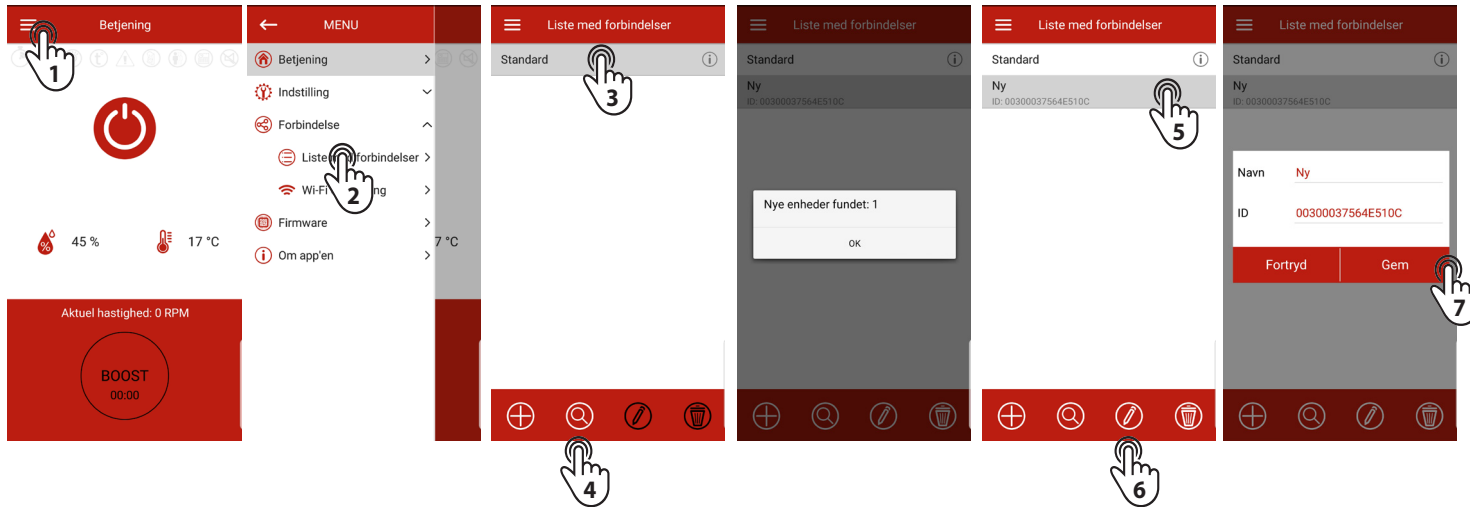 Betjening
1
45 %
17 °C
Aktuel hastighed: 0 RPM
BOOST
00:00
MENU
Betjening
Indstilling
Forbindelse
Liste med forbindelser
2
Wi-Fi
Firmware
Om app'en
7 °C
Liste med forbindelser
Standard
3
4
Liste med forbindelser
Standard
Ny
ID: 00300037564E510C
Nye enheder fundet: 1
OK
Liste med forbindelser
Standard
Ny
ID: 00300037564E510C
5
6
Liste med forbindelser
Standard
Ny
ID: 00300037564E510C
Navn Ny
ID 00300037564E510C
Fortryd Gem
7